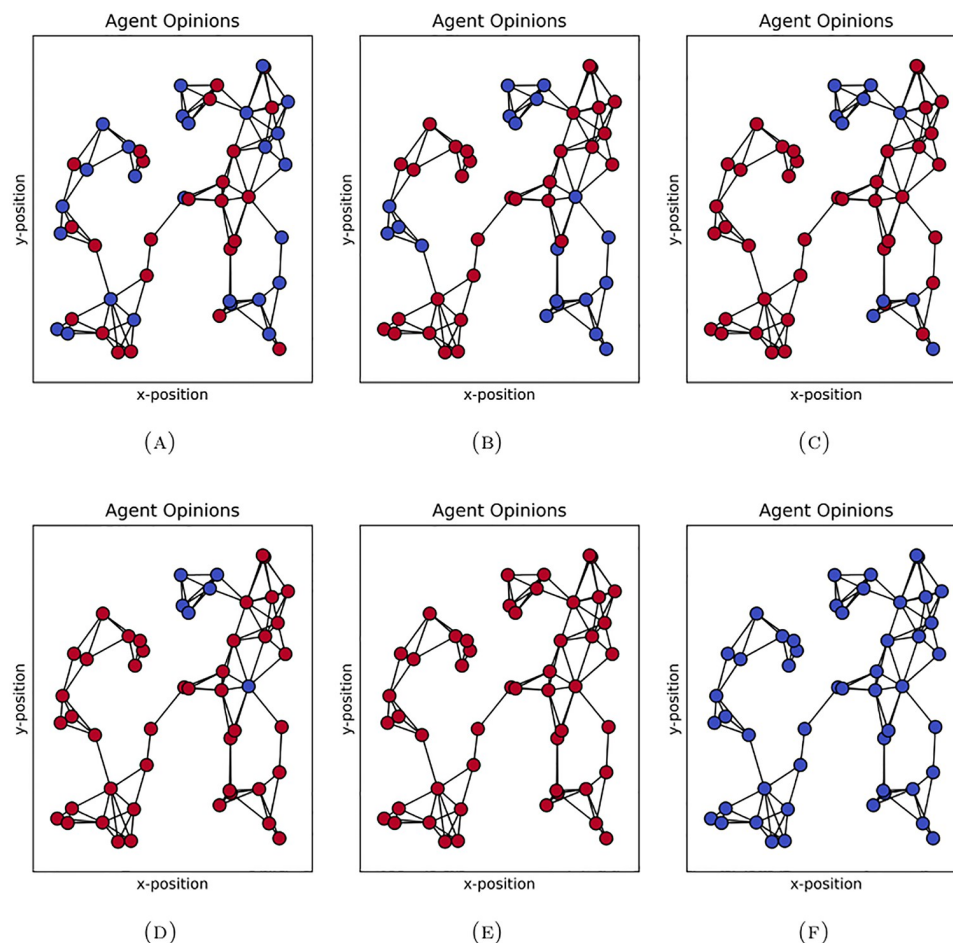 Agent Opinions Agent Opinions Agent Opinions
y-position y-position y-position
x-position x-position x-position
(A) (B) (C)
Agent Opinions Agent Opinions Agent Opinions
y-position y-position y-position
x-position x-position x-position
(D) (E) (F)